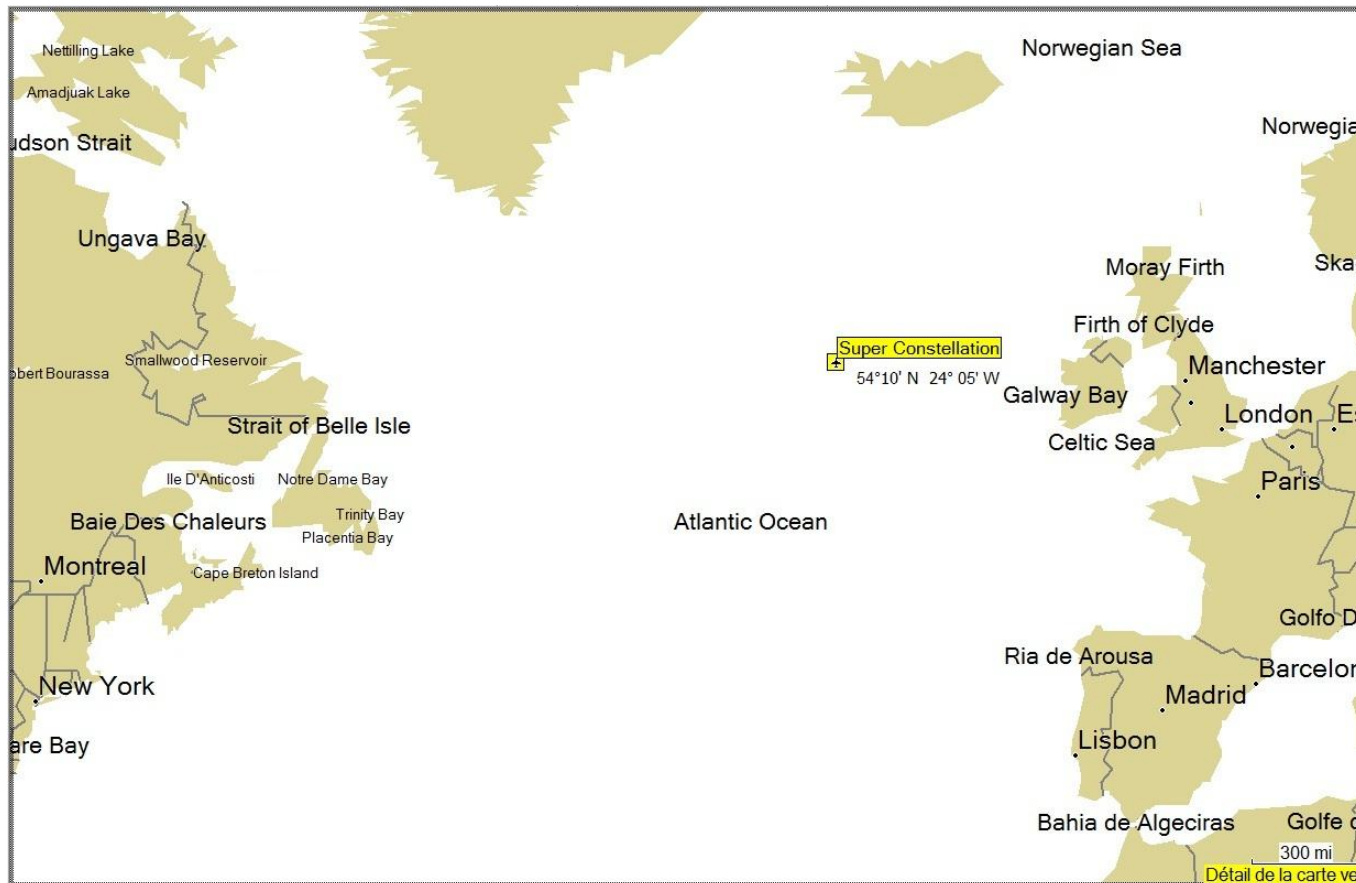 Nettilling Lake
Norwegian Sea
Amadjuak Lake
Norwegia
udson Strait
Ungava Bay
Moray Firth
Ska
Firth of Clyde
Super Constellation
54°10' N 24° 05' W
Smallwood Reservoir
obert Bourassa
Manchester
Galway Bay
London
Es
Strait of Belle Isle
Celtic Sea
Ile D'Anticosti
Notre Dame Bay
Paris
Trinity Bay
Baie Des Chaleurs
Atlantic Ocean
Placentia Bay
Montreal
Cape Breton Island
Golfo D
Ria de Arousa
Barcelon
New York
Madrid
Lisbon
are Bay
Bahia de Algeciras
Golfe d
300 mi
Détail de la carte ve